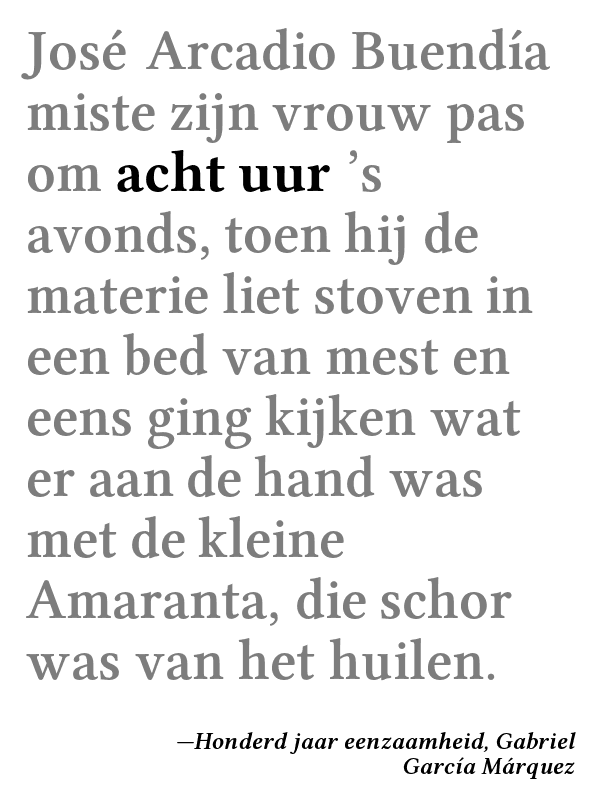 José Arcadio Buendía
miste zijn vrouw pas
om acht uur ’s
avonds, toen hij de
materie liet stoven in
een bed van mest en
eens ging kijken wat
er aan de hand was
met de kleine
Amaranta, die schor
was van het huilen.
—Honderd jaar eenzaamheid, Gabriel
García Márquez